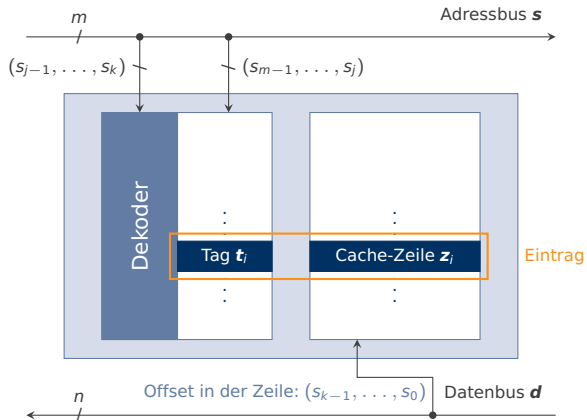 m
Adressbus s
(s_{j−1}, . . . , s_k)
(s_{m−1}, . . . , s_j)
Dekoder
Tag t_i
Cache-Zeile z_i
Eintrag
n
Offset in der Zeile: (s_{k−1}, . . . , s_0)
Datenbus d